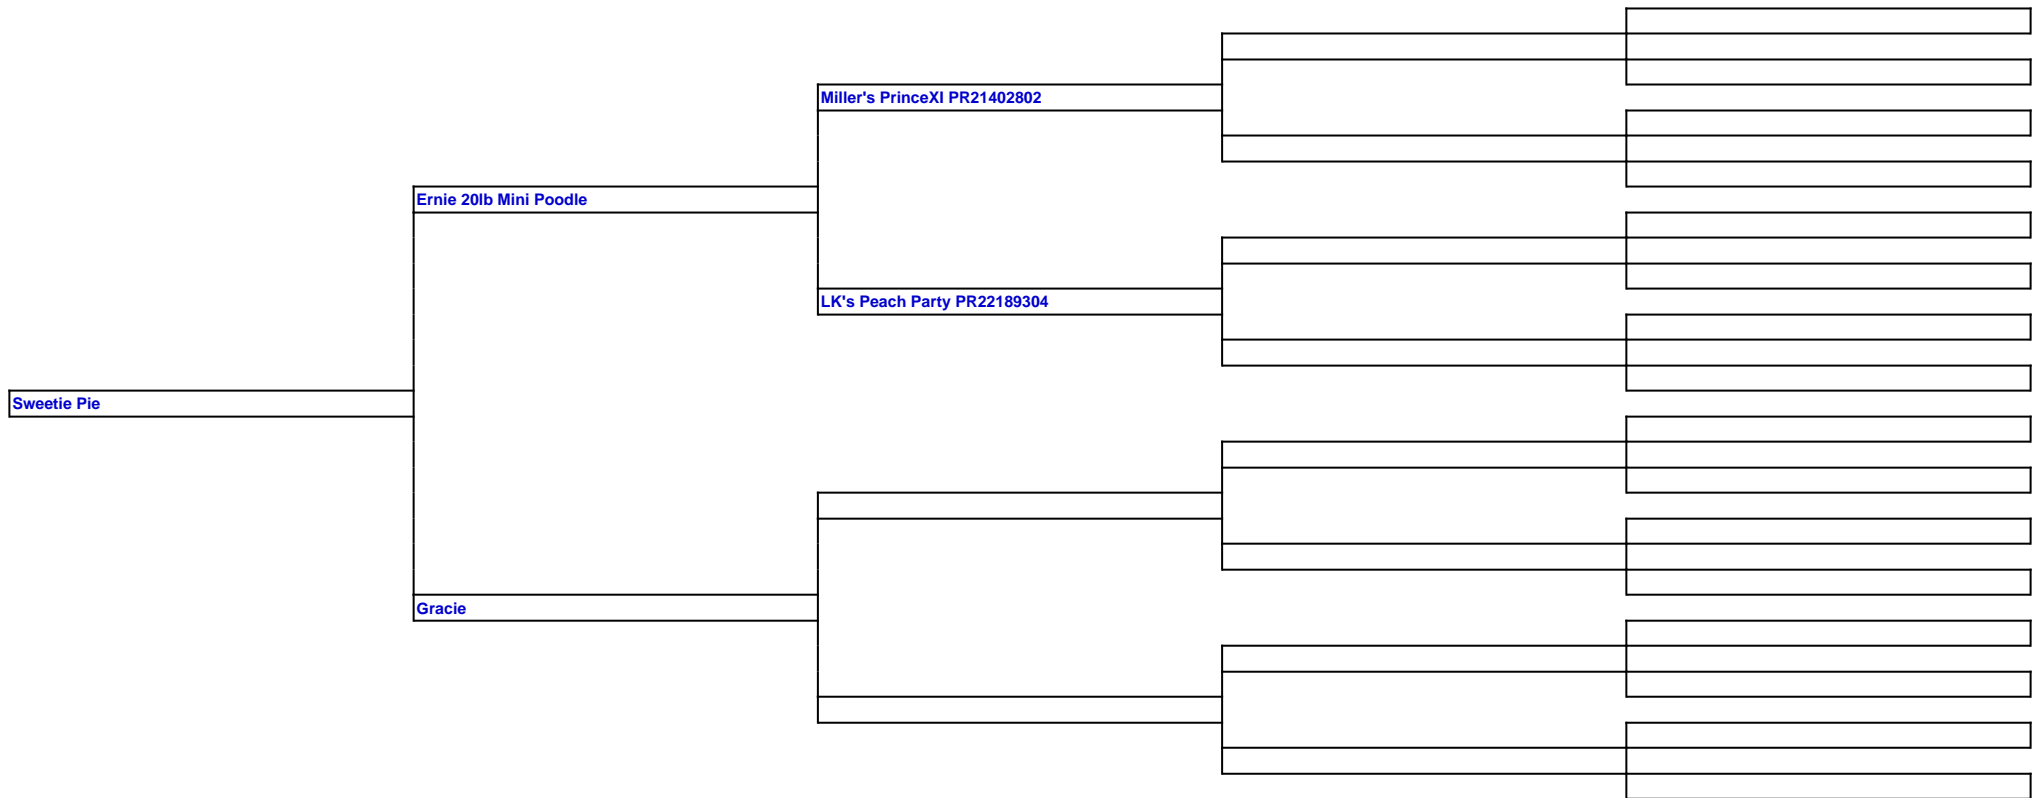 Miller's PrinceXI PR21402802
Ernie 20lb Mini Poodle
LK's Peach Party PR22189304
Sweetie Pie
Gracie